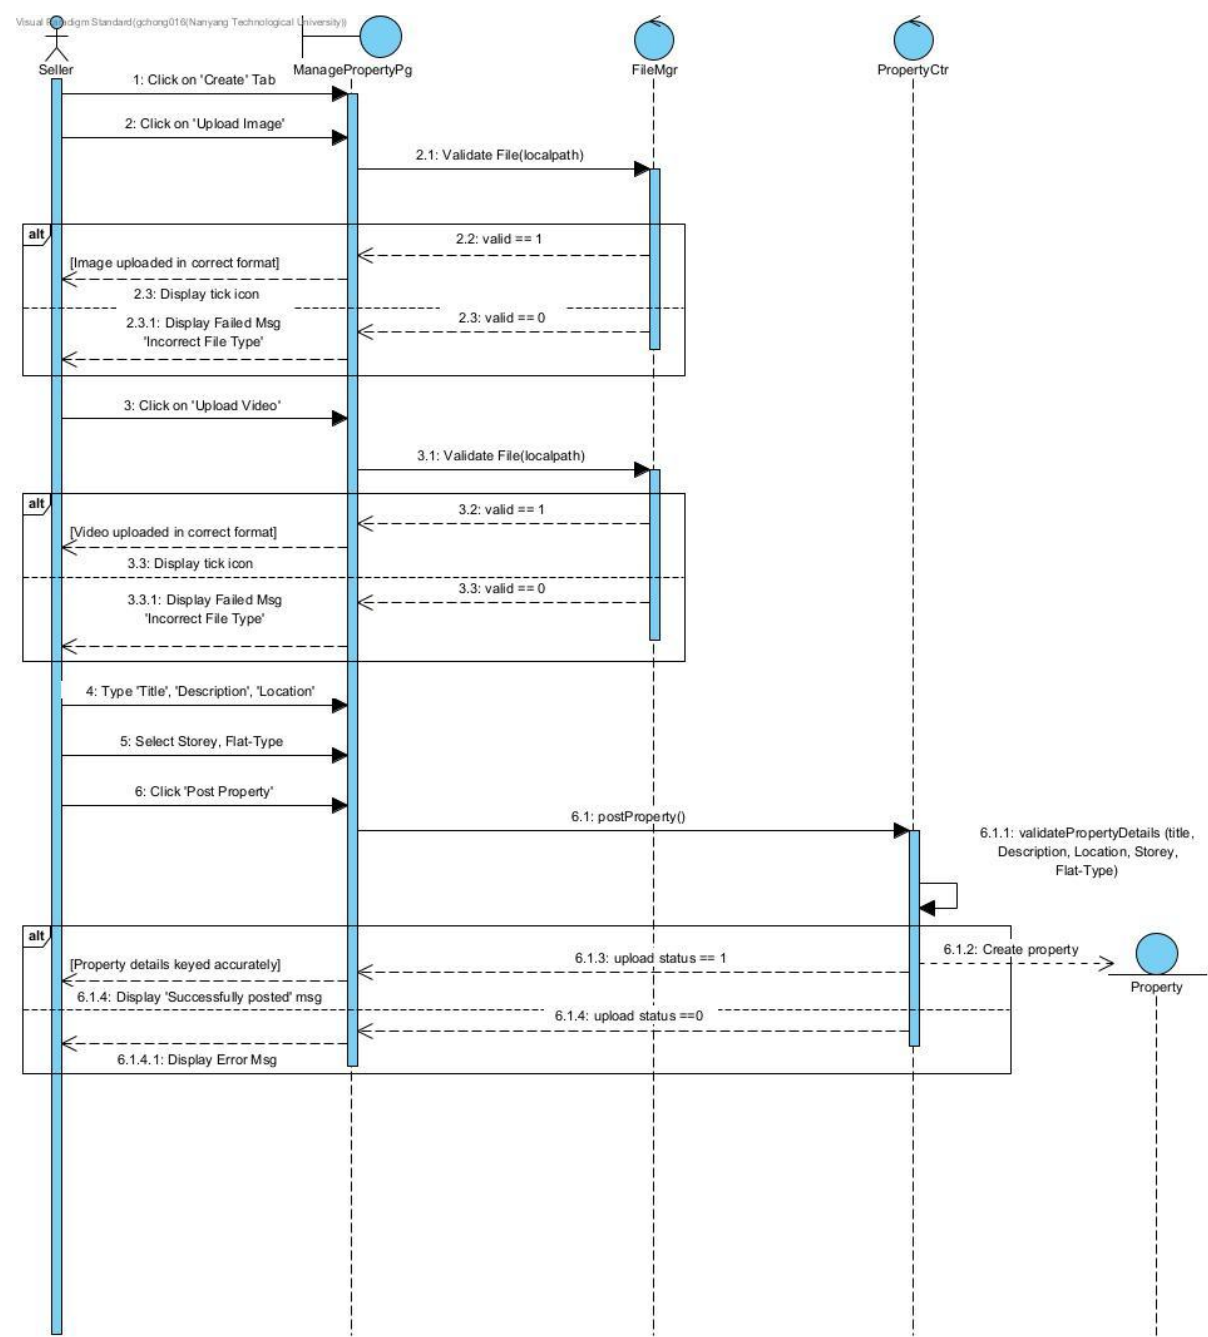 Visual Paradigm Standard(gchong016(Nanyang Technological University))
Seller
ManagePropertyPg
FileMgr
PropertyCtr
1: Click on 'Create' Tab
2: Click on 'Upload Image'
2.1: Validate File(localpath)
alt
2.2: valid == 1
[Image uploaded in correct format]
2.3: Display tick icon
2.3: valid == 0
2.3.1: Display Failed Msg
'Incorrect File Type'
3: Click on 'Upload Video'
3.1: Validate File(localpath)
alt
3.2: valid == 1
[Video uploaded in correct format]
3.3: Display tick icon
3.3: valid == 0
3.3.1: Display Failed Msg
'Incorrect File Type'
4: Type 'Title', 'Description', 'Location'
5: Select Storey, Flat-Type
6: Click 'Post Property'
6.1: postProperty()
6.1.1: validatePropertyDetails (title,
Description, Location, Storey,
Flat-Type)
alt
6.1.2: Create property
6.1.3: upload status == 1
[Property details keyed accurately]
Property
6.1.4: Display 'Successfully posted' msg
6.1.4: upload status ==0
6.1.4.1: Display Error Msg